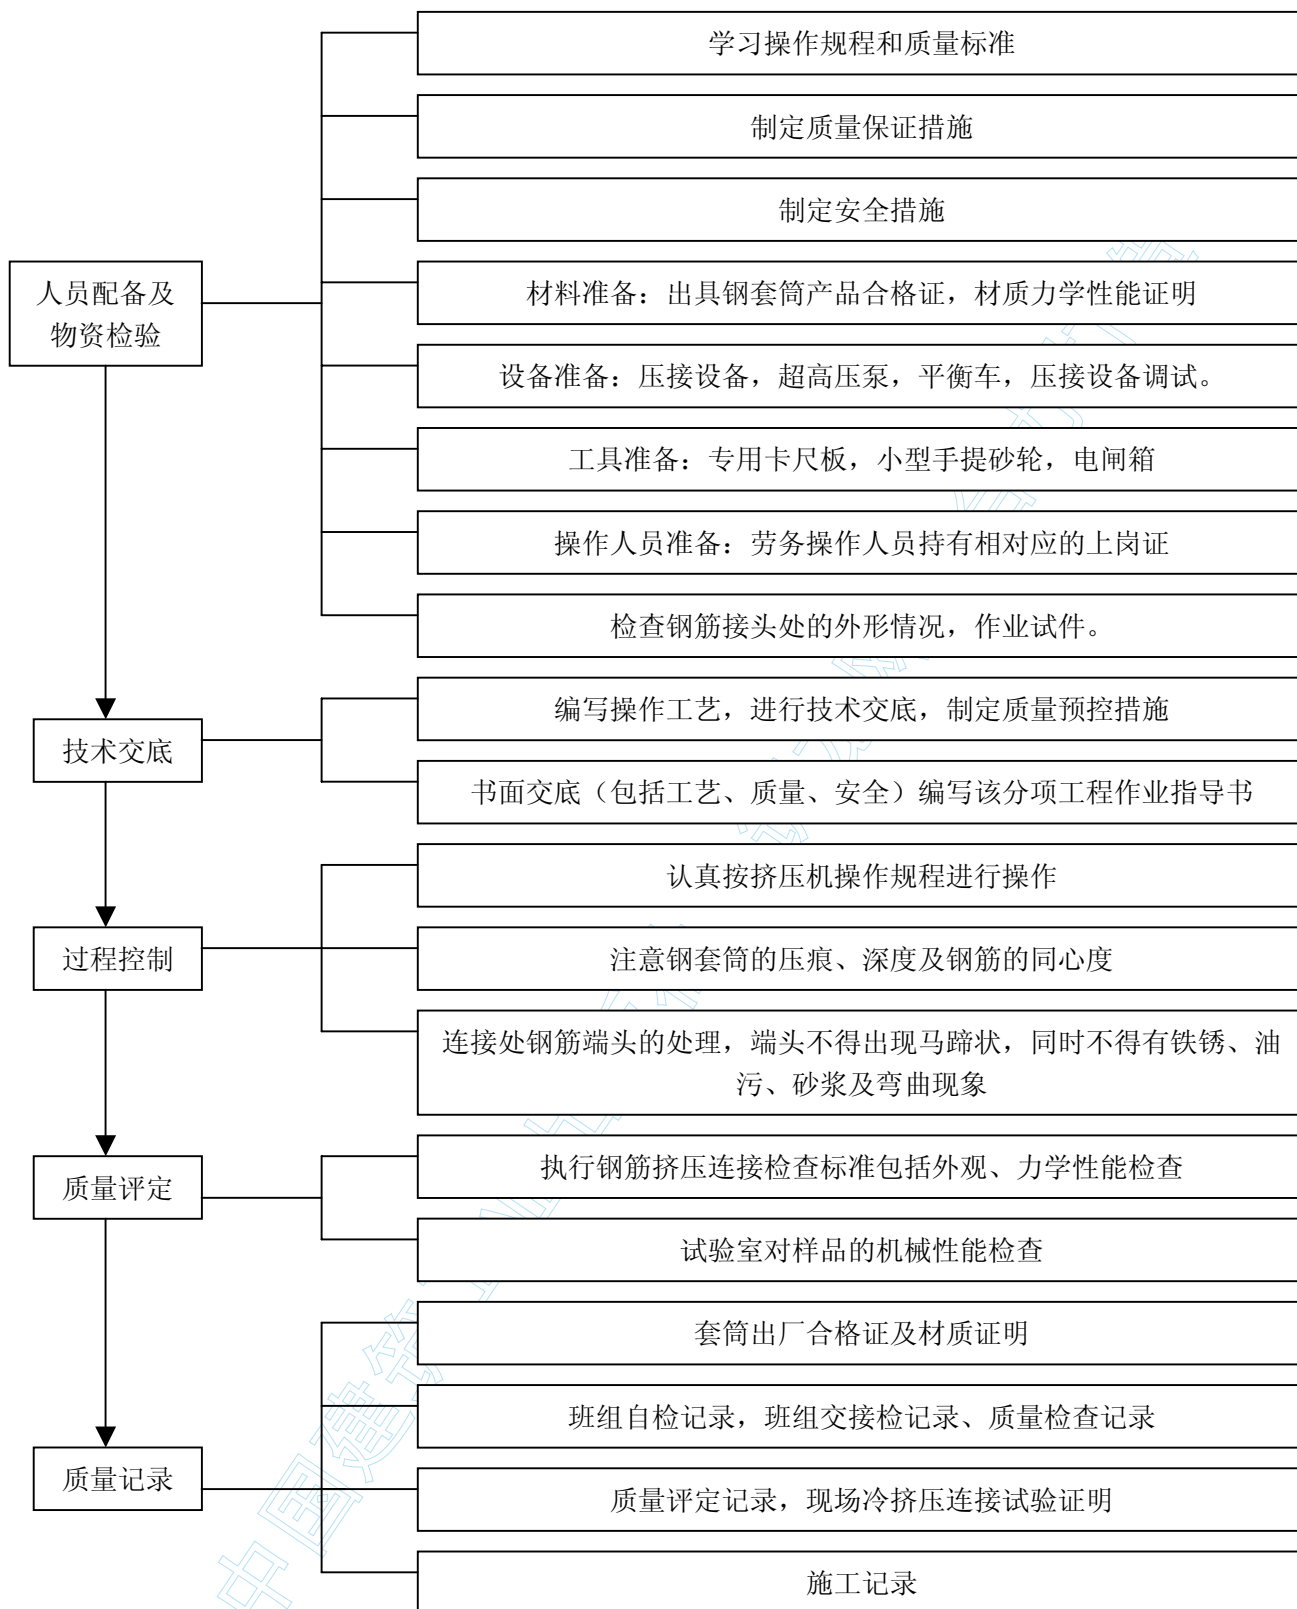 学习操作规程和质量标准
制定质量保证措施
制定安全措施
人员配备及
物资检验
材料准备：出具钢套筒产品合格证，材质力学性能证明
设备准备：压接设备，超高压泵，平衡车，压接设备调试。
工具准备：专用卡尺板，小型手提砂轮，电闸箱
操作人员准备：劳务操作人员持有相对应的上岗证
检查钢筋接头处的外形情况，作业试件。
技术交底
编写操作工艺，进行技术交底，制定质量预控措施
书面交底（包括工艺、质量、安全）编写该分项工程作业指导书
过程控制
认真按挤压机操作规程进行操作
注意钢套筒的压痕、深度及钢筋的同心度
连接处钢筋端头的处理，端头不得出现马蹄状，同时不得有铁锈、油
污、砂浆及弯曲现象
质量评定
执行钢筋挤压连接检查标准包括外观、力学性能检查
试验室对样品的机械性能检查
质量记录
套筒出厂合格证及材质证明
班组自检记录，班组交接检记录、质量检查记录
质量评定记录，现场冷挤压连接试验证明
施工记录
中国建筑